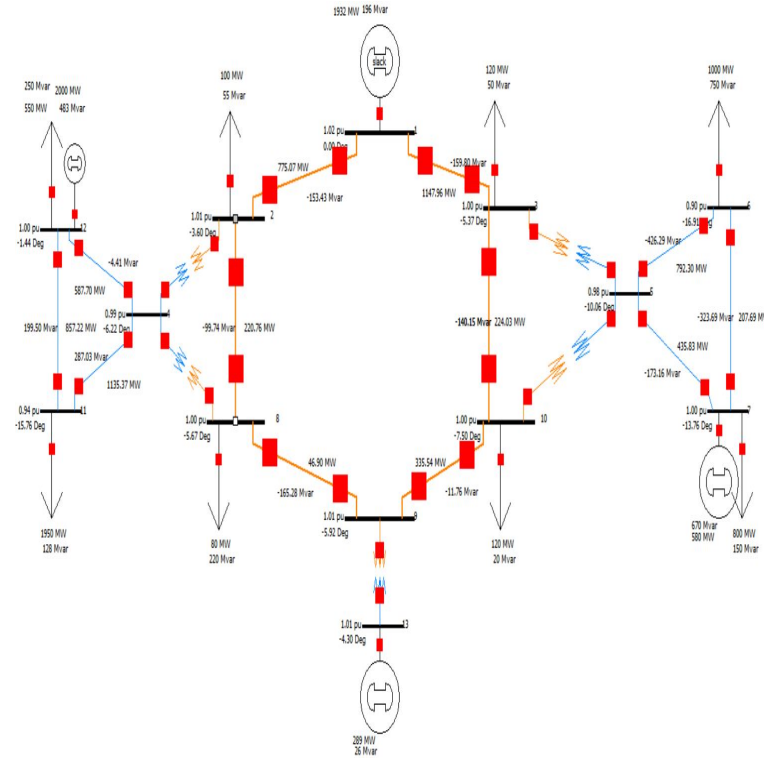 1932 MW 196 Mvar
slack
1.02 pu 1
0.00 Deg
250 Mvar 2000 MW
550 MW 483 Mvar
100 MW
55 Mvar
120 MW
50 Mvar
1000 MW
750 Mvar
775.07 MW
-153.43 Mvar
-159.80 Mvar
1147.96 MW
1.01 pu 2
-3.60 Deg
1.00 pu 3
-5.37 Deg
0.90 pu 6
-16.91 Deg
1.00 pu 12
-1.44 Deg
-4.41 Mvar
587.70 MW
-426.29 Mvar
792.30 MW
0.99 pu 4
-6.22 Deg
0.98 pu 5
-10.06 Deg
199.50 Mvar 857.22 MW
287.03 Mvar
1135.37 MW
-99.74 Mvar 220.76 MW
-140.15 Mvar 224.03 MW
-323.69 Mvar 207.69 MW
435.83 MW
-173.16 Mvar
0.94 pu 11
-15.76 Deg
1.00 pu 8
-5.67 Deg
1.00 pu 10
-7.50 Deg
1.00 pu 7
-13.76 Deg
46.90 MW
-165.28 Mvar
335.54 MW
-11.76 Mvar
1.01 pu 9
-5.92 Deg
1950 MW
128 Mvar
80 MW
220 Mvar
120 MW
20 Mvar
670 Mvar
580 MW
800 MW
150 Mvar
1.01 pu 13
-4.30 Deg
289 MW
26 Mvar